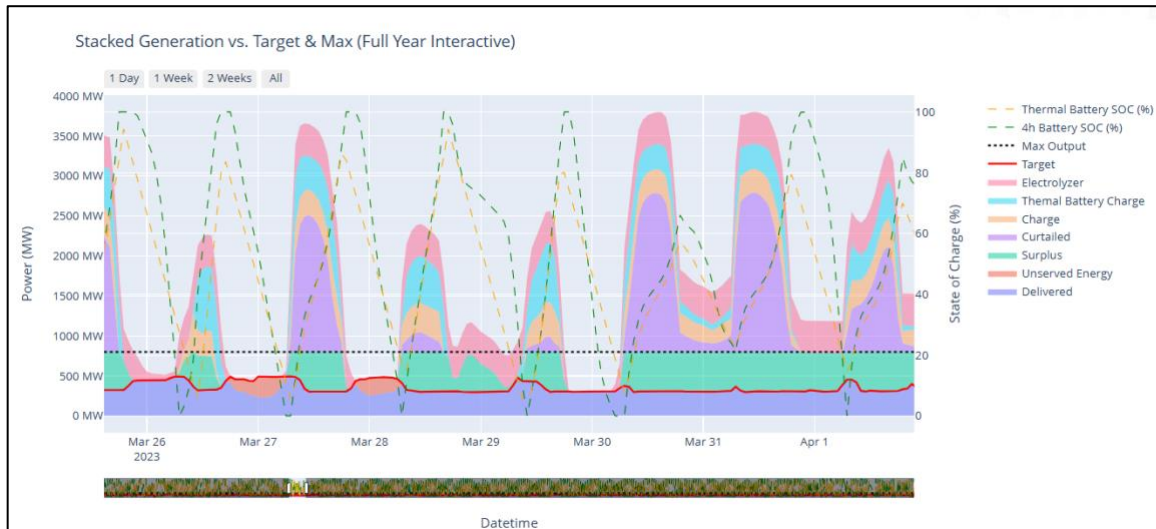 Stacked Generation vs. Target & Max (Full Year Interactive)
1 Day 1 Week 2 Weeks All
4000 MW
3500 MW
3000 MW
2500 MW
2000 MW
1500 MW
1000 MW
500 MW
0 MW
Power (MW)
100
80
60
40
20
0
State of Charge (%)
Mar 26
2023
Mar 27
Mar 28
Mar 29
Mar 30
Mar 31
Apr 1
Datetime
Thermal Battery SOC (%)
4h Battery SOC (%)
Max Output
Target
Electrolyzer
Themal Battery Charge
Charge
Curtailed
Surplus
Unserved Energy
Delivered